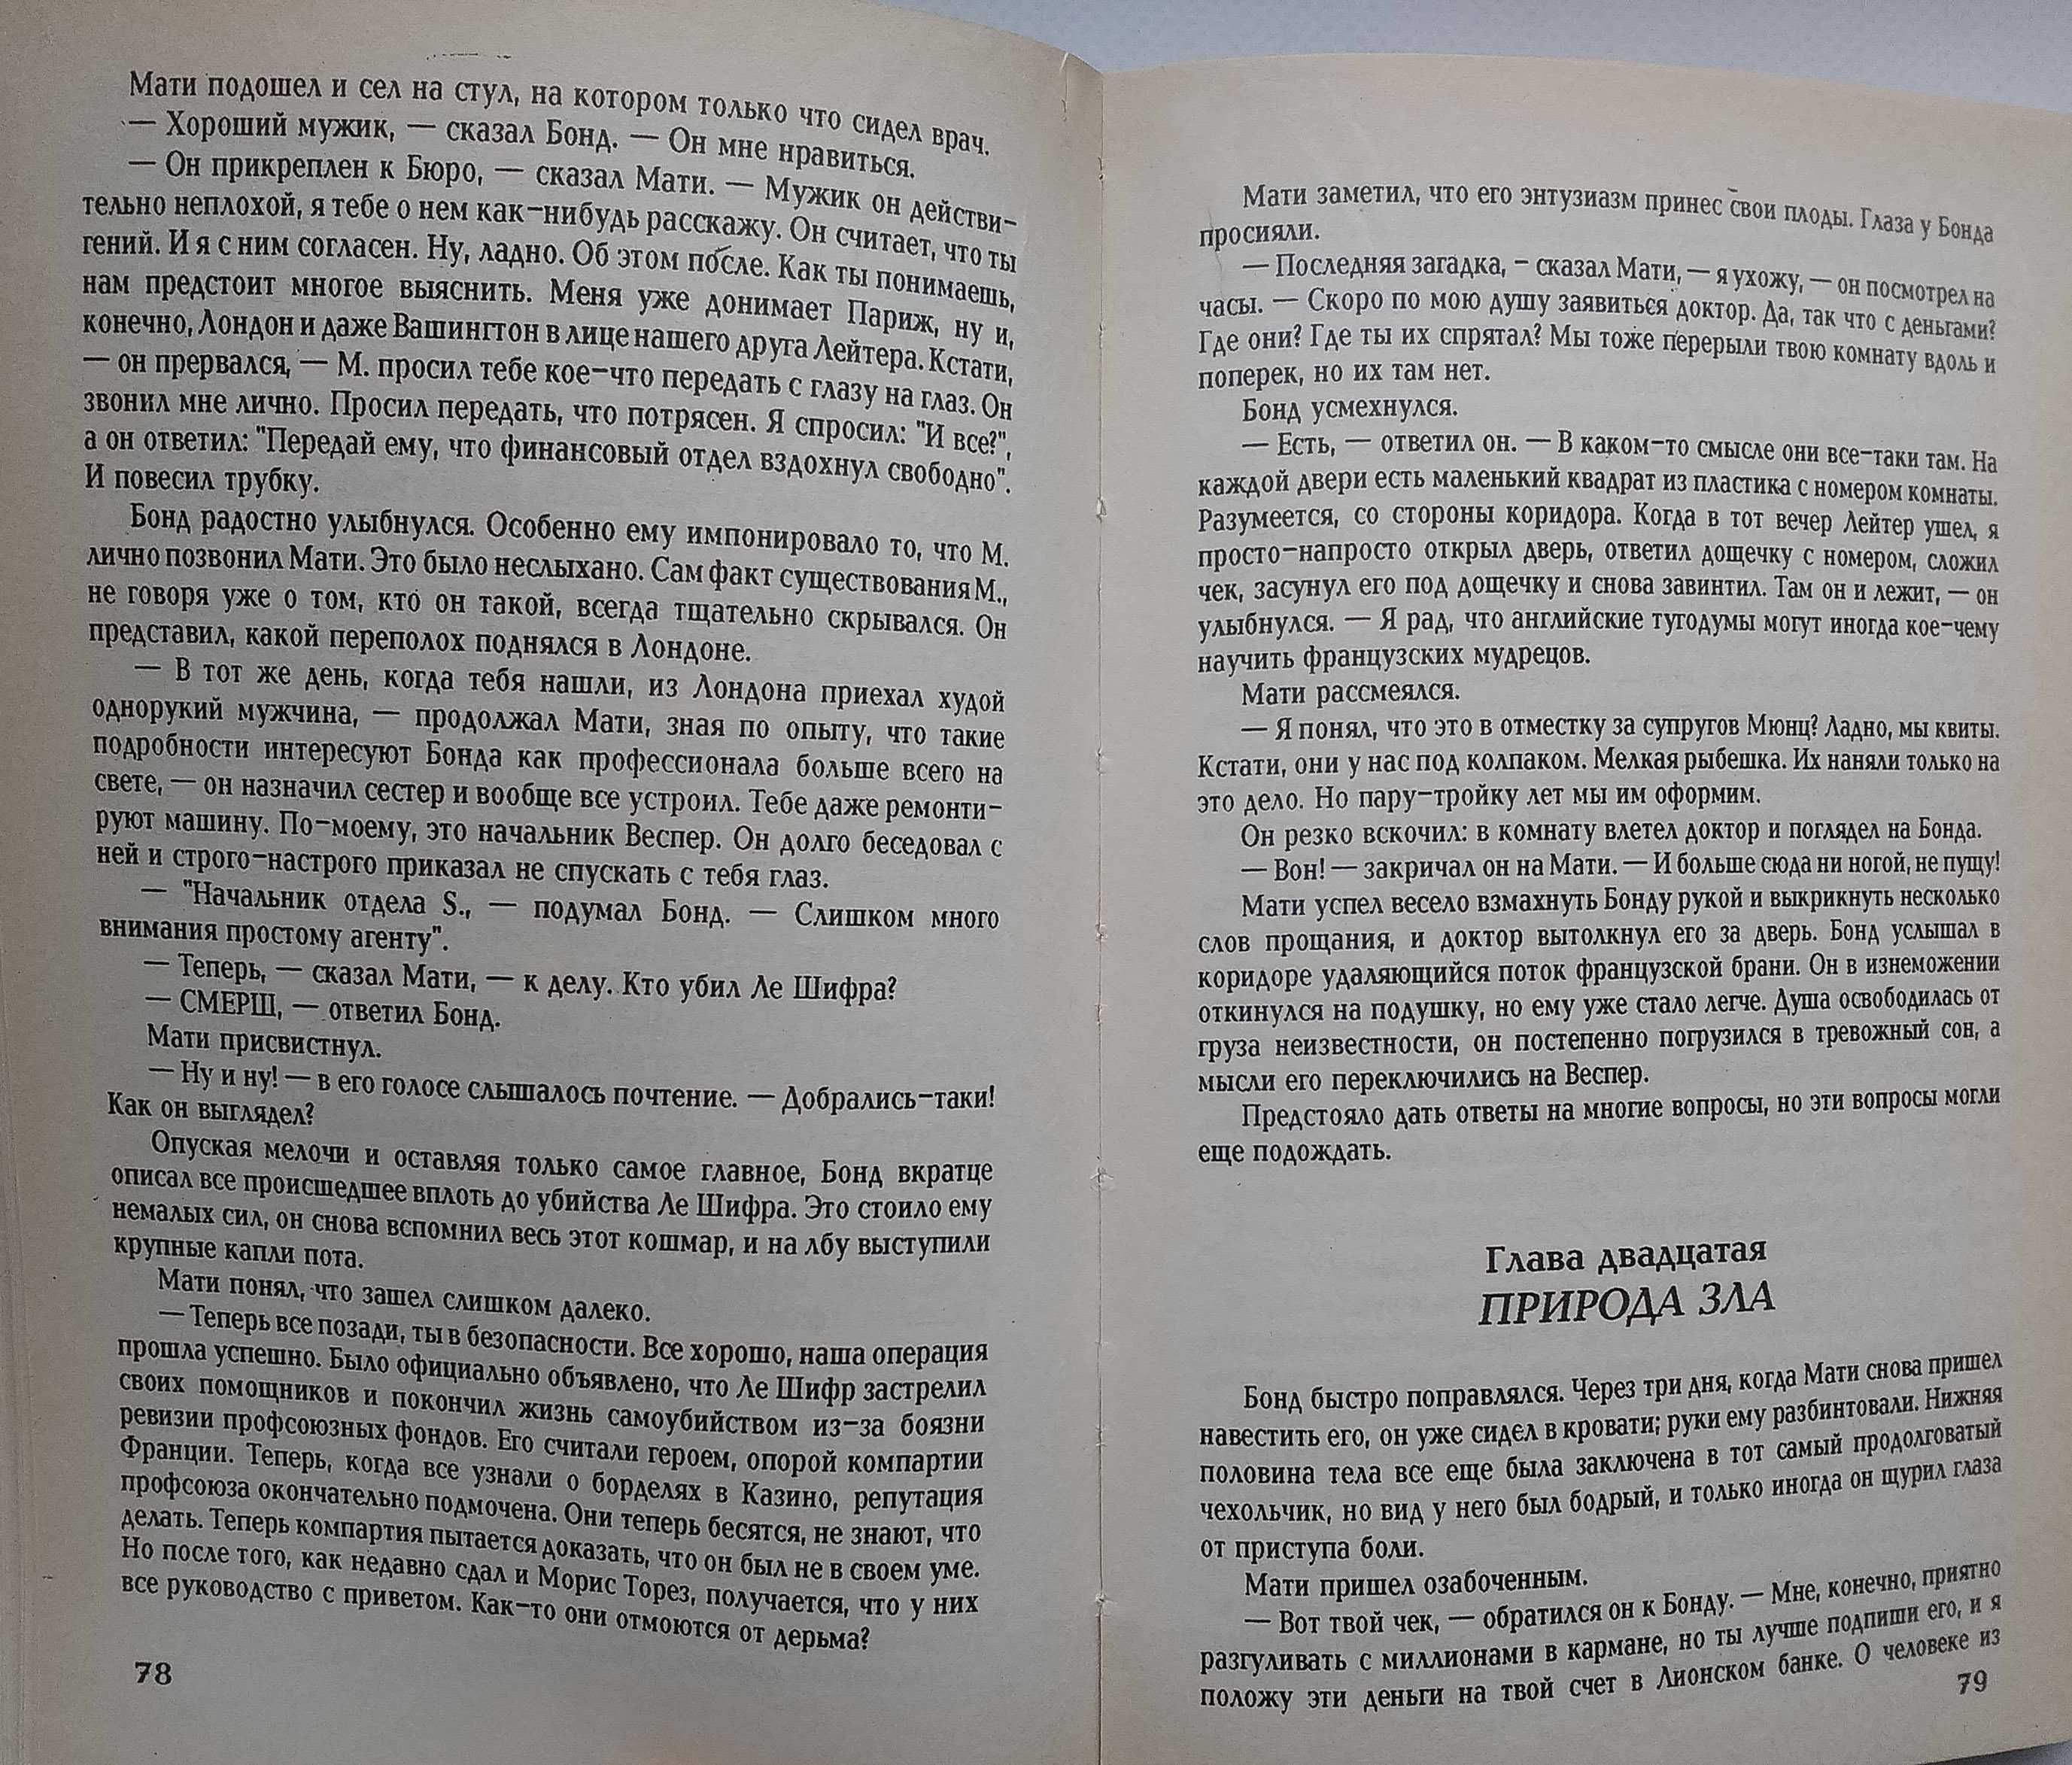 Мати подошел и сел на стул, на котором только что сидел врач.
— Хороший мужик, — сказал Бонд. — Он мне нравиться.
— Он прикреплен к Бюро, — сказал Мати. — Мужик он действи-
тельно неплохой, я тебе о нем как-нибудь расскажу. Он считает, что ты
гений. И я с ним согласен. Ну, ладно. Об этом после. Как ты понимаешь,
нам предстоит многое выяснить. Меня уже донимает Париж, ну и,
конечно, Лондон и даже Вашингтон в лице нашего друга Лейтера. Кстати,
— он прервался, — М. просил тебе кое-что передать с глазу на глаз. Он
звонил мне лично. Просил передать, что потрясен. Я спросил: "И все?",
а он ответил: "Передай ему, что финансовый отдел вздохнул свободно".
И повесил трубку.
Бонд радостно улыбнулся. Особенно ему импонировало то, что М.
лично позвонил Мати. Это было неслыхано. Сам факт существования М.,
не говоря уже о том, кто он такой, всегда тщательно скрывался. Он
представил, какой переполох поднялся в Лондоне.
— В тот же день, когда тебя нашли, из Лондона приехал худой
однорукий мужчина, — продолжал Мати, зная по опыту, что такие
подробности интересуют Бонда как профессионала больше всего на
свете, — он назначил сестер и вообще все устроил. Тебе даже ремонти-
руют машину. По-моему, это начальник Веспер. Он долго беседовал с
ней и строго-настрого приказал не спускать с тебя глаз.
— "Начальник отдела S., — подумал Бонд. — Слишком много
внимания простому агенту".
— Теперь, — сказал Мати, — к делу. Кто убил Ле Шифра?
— СМЕРШ, — ответил Бонд.
Мати присвистнул.
— Ну и ну! — в его голосе слышалось почтение. — Добрались-таки!
Как он выглядел?
Опуская мелочи и оставляя только самое главное, Бонд вкратце
описал все происшедшее вплоть до убийства Ле Шифра. Это стоило ему
немалых сил, он снова вспомнил весь этот кошмар, и на лбу выступили
крупные капли пота.
Мати понял, что зашел слишком далеко.
— Теперь все позади, ты в безопасности. Все хорошо, наша операция
прошла успешно. Было официально объявлено, что Ле Шифр застрелил
своих помощников и покончил жизнь самоубийством из-за боязни
ревизии профсоюзных фондов. Его считали героем, опорой компартии
Франции. Теперь, когда все узнали о борделях в Казино, репутация
профсоюза окончательно подмочена. Они теперь бесятся, не знают, что
делать. Теперь компартия пытается доказать, что он был не в своем уме.
Но после того, как недавно сдал и Морис Торез, получается, что у них
все руководство с приветом. Как-то они отмоются от дерьма?
78
Мати заметил, что его энтузиазм принес свои плоды. Глаза у Бонда
просияли.
— Последняя загадка, – сказал Мати, — я ухожу, — он посмотрел на
часы. — Скоро по мою душу заявиться доктор. Да, так что с деньгами?
Где они? Где ты их спрятал? Мы тоже перерыли твою комнату вдоль и
поперек, но их там нет.
Бонд усмехнулся.
— Есть, — ответил он. — В каком-то смысле они все-таки там. На
каждой двери есть маленький квадрат из пластика с номером комнаты.
Разумеется, со стороны коридора. Когда в тот вечер Лейтер ушел, я
просто-напросто открыл дверь, ответил дощечку с номером, сложил
чек, засунул его под дощечку и снова завинтил. Там он и лежит, — он
улыбнулся. — Я рад, что английские тугодумы могут иногда кое-чему
научить французских мудрецов.
Мати рассмеялся.
— Я понял, что это в отместку за супругов Мюнц? Ладно, мы квиты.
Кстати, они у нас под колпаком. Мелкая рыбешка. Их наняли только на
это дело. Но пару-тройку лет мы им оформим.
Он резко вскочил: в комнату влетел доктор и поглядел на Бонда.
— Вон! — закричал он на Мати. — И больше сюда ни ногой, не пущу!
Мати успел весело взмахнуть Бонду рукой и выкрикнуть несколько
слов прощания, и доктор вытолкнул его за дверь. Бонд услышал в
коридоре удаляющийся поток французской брани. Он в изнеможении
откинулся на подушку, но ему уже стало легче. Душа освободилась от
груза неизвестности, он постепенно погрузился в тревожный сон, а
мысли его переключились на Веспер.
Предстояло дать ответы на многие вопросы, но эти вопросы могли
еще подождать.
Глава двадцатая
ПРИРОДА ЗЛА
Бонд быстро поправлялся. Через три дня, когда Мати снова пришел
навестить его, он уже сидел в кровати; руки ему разбинтовали. Нижняя
половина тела все еще была заключена в тот самый продолговатый
чехольчик, но вид у него был бодрый, и только иногда он щурил глаза
от приступа боли.
Мати пришел озабоченным.
— Вот твой чек, — обратился он к Бонду. — Мне, конечно, приятно
разгуливать с миллионами в кармане, но ты лучше подпиши его, и я
положу эти деньги на твой счет в Лионском банке. О человеке из
79